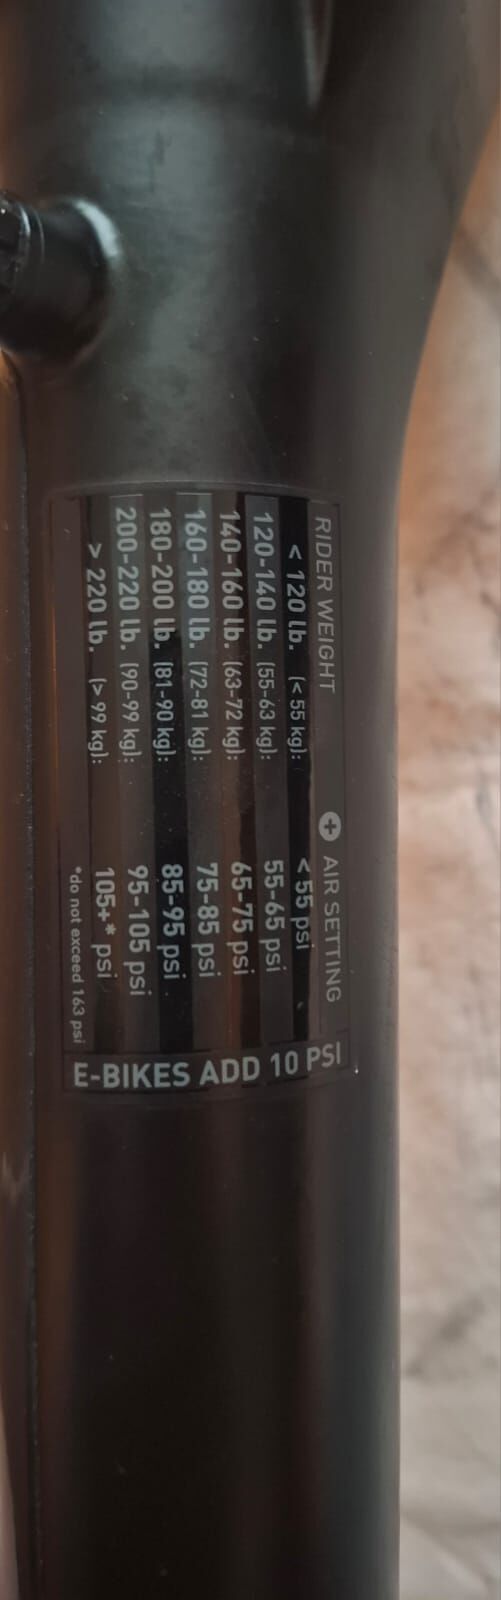 RIDER WEIGHT + AIR SETTING
< 120 lb. (< 55 kg): < 55 psi
120-140 lb. (55-63 kg): 55-65 psi
140-160 lb. (63-72 kg): 65-75 psi
160-180 lb. (72-81 kg): 75-85 psi
180-200 lb. (81-90 kg): 85-95 psi
200-220 lb. (90-99 kg): 95-105 psi
> 220 lb. (> 99 kg): 105+* psi
*do not exceed 163 psi
E-BIKES ADD 10 PSI